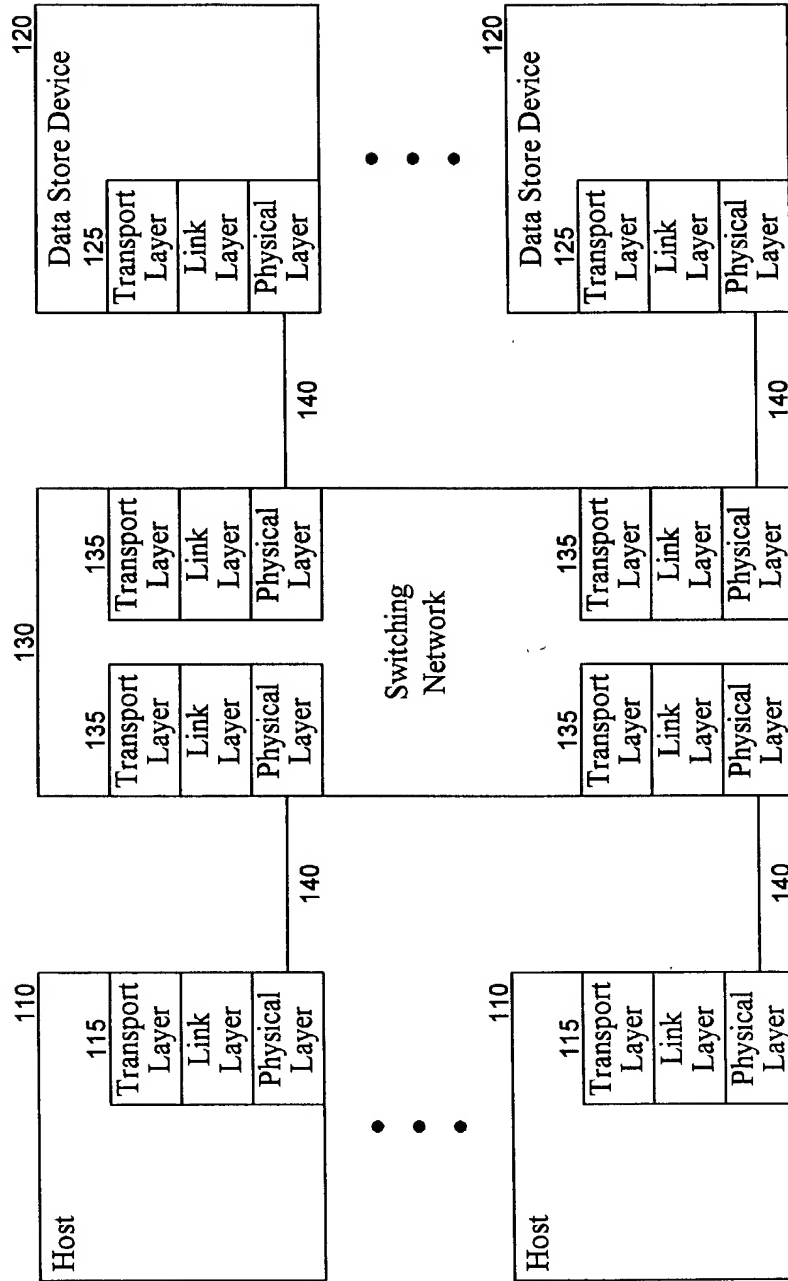 110
Host
115
Transport
Layer
Link
Layer
Physical
Layer
140
130
135
Transport
Layer
Link
Layer
Physical
Layer
135
Transport
Layer
Link
Layer
Physical
Layer
140
120
Data Store Device
125
Transport
Layer
Link
Layer
Physical
Layer
Switching
Network
110
Host
115
Transport
Layer
Link
Layer
Physical
Layer
140
135
Transport
Layer
Link
Layer
Physical
Layer
135
Transport
Layer
Link
Layer
Physical
Layer
140
120
Data Store Device
125
Transport
Layer
Link
Layer
Physical
Layer